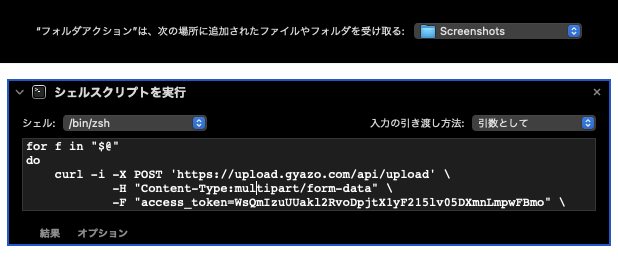 "フォルダアクション"は、次の場所に追加されたファイルやフォルダを受け取る: Screenshots
シェルスクリプトを実行
シェル: /bin/zsh 入力の引き渡し方法: 引数として
for f in "$@"
do
    curl -i -X POST 'https://upload.gyazo.com/api/upload' \
            -H "Content-Type:multipart/form-data" \
            -F "access_token=WsQmIzuUUakl2RvoDpjtX1yF215lv05DXmnLmpwFBmo" \
結果 オプション